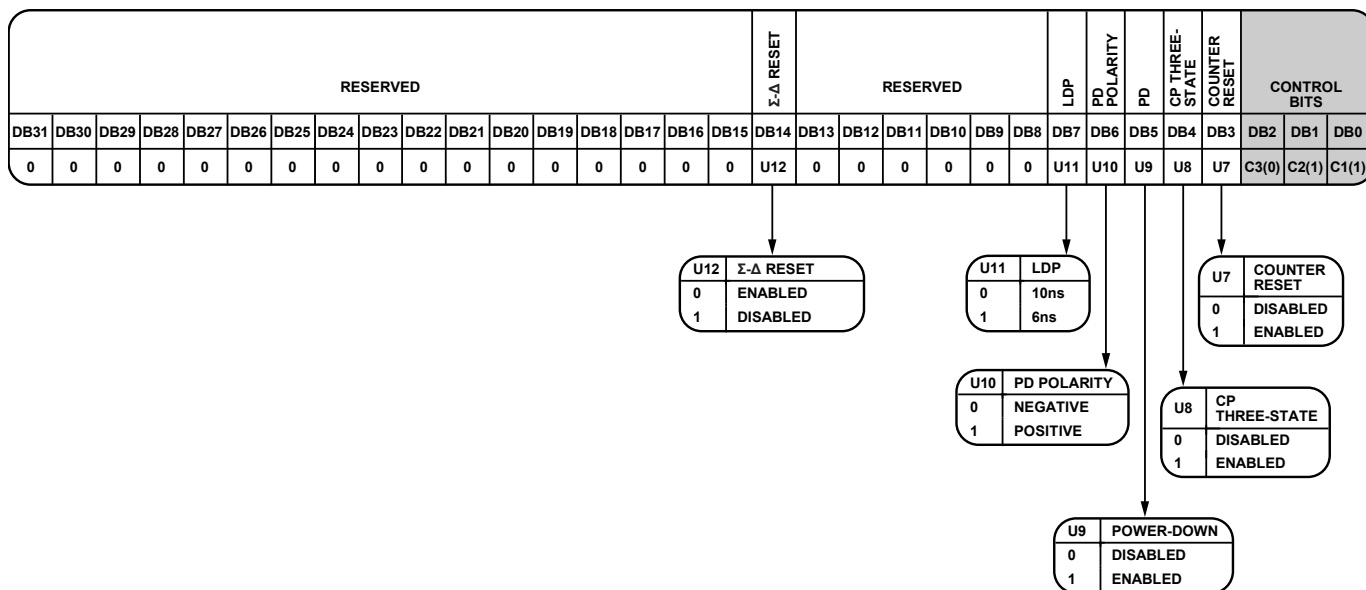 RESERVED Σ-Δ RESET RESERVED LDP PD POLARITY PD CP THREE-STATE COUNTER RESET CONTROL BITS
DB31 DB30 DB29 DB28 DB27 DB26 DB25 DB24 DB23 DB22 DB21 DB20 DB19 DB18 DB17 DB16 DB15 DB14 DB13 DB12 DB11 DB10 DB9 DB8 DB7 DB6 DB5 DB4 DB3 DB2 DB1 DB0
0 0 0 0 0 0 0 0 0 0 0 0 0 0 0 0 0 U12 0 0 0 0 0 0 U11 U10 U9 U8 U7 C3(0) C2(1) C1(1)
U12 Σ-Δ RESET
0 ENABLED
1 DISABLED
U11 LDP
0 10ns
1 6ns
U7 COUNTER RESET
0 DISABLED
1 ENABLED
U10 PD POLARITY
0 NEGATIVE
1 POSITIVE
U8 CP THREE-STATE
0 DISABLED
1 ENABLED
U9 POWER-DOWN
0 DISABLED
1 ENABLED